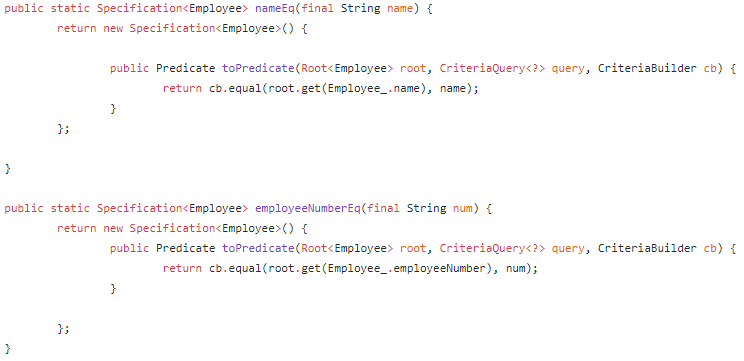 public static Specification<Employee> nameEq(final String name) {
return new Specification<Employee>() {
public Predicate toPredicate(Root<Employee> root, CriteriaQuery<?> query, CriteriaBuilder cb) {
return cb.equal(root.get(Employee_.name), name);
}
};
}
public static Specification<Employee> employeeNumberEq(final String num) {
return new Specification<Employee>() {
public Predicate toPredicate(Root<Employee> root, CriteriaQuery<?> query, CriteriaBuilder cb) {
return cb.equal(root.get(Employee_.employeeNumber), num);
}
};
}